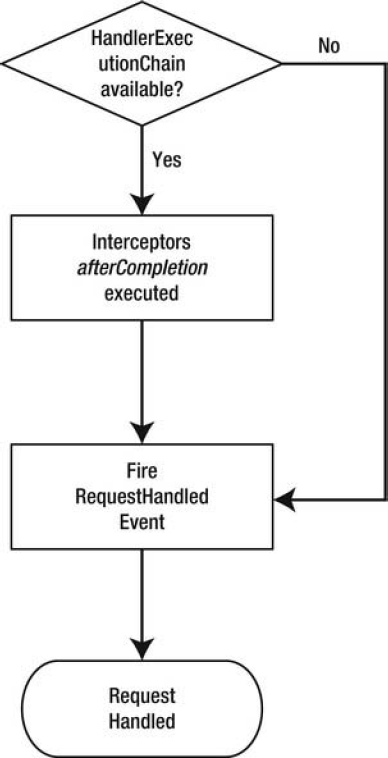 HandlerExec
utionChain
available?
No
Yes
Interceptors
afterCompletion
executed
Fire
RequestHandled
Event
Request
Handled